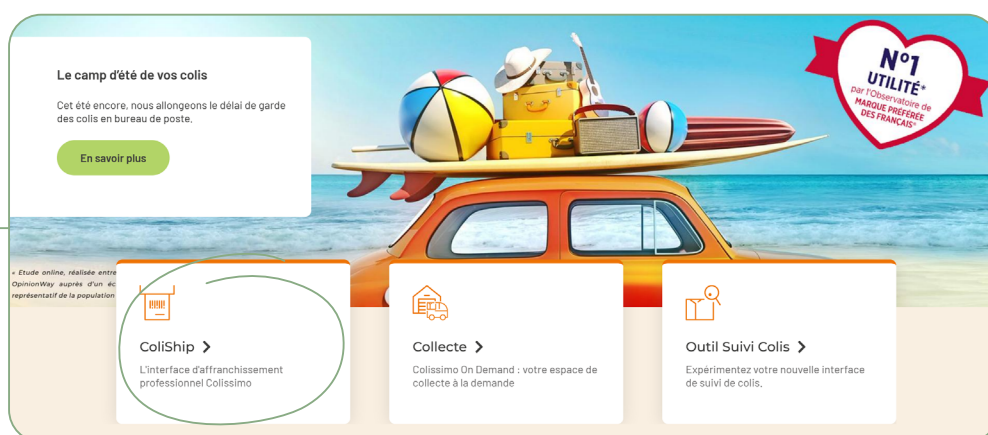 Le camp d'été de vos colis
Cet été encore, nous allongeons le délai de garde
des colis en bureau de poste.
En savoir plus
N°1
UTILITÉ*
par l'Observatoire de
MARQUE PRÉFÉRÉE
DES FRANÇAIS®
« Etude online, réalisée entre
OpinionWay auprès d'un éc
représentatif de la population
ColiShip
L'interface d'affranchissement
professionnel Colissimo
Collecte
Colissimo On Demand : votre espace de
collecte à la demande
Outil Suivi Colis
Expérimentez votre nouvelle interface
de suivi de colis.